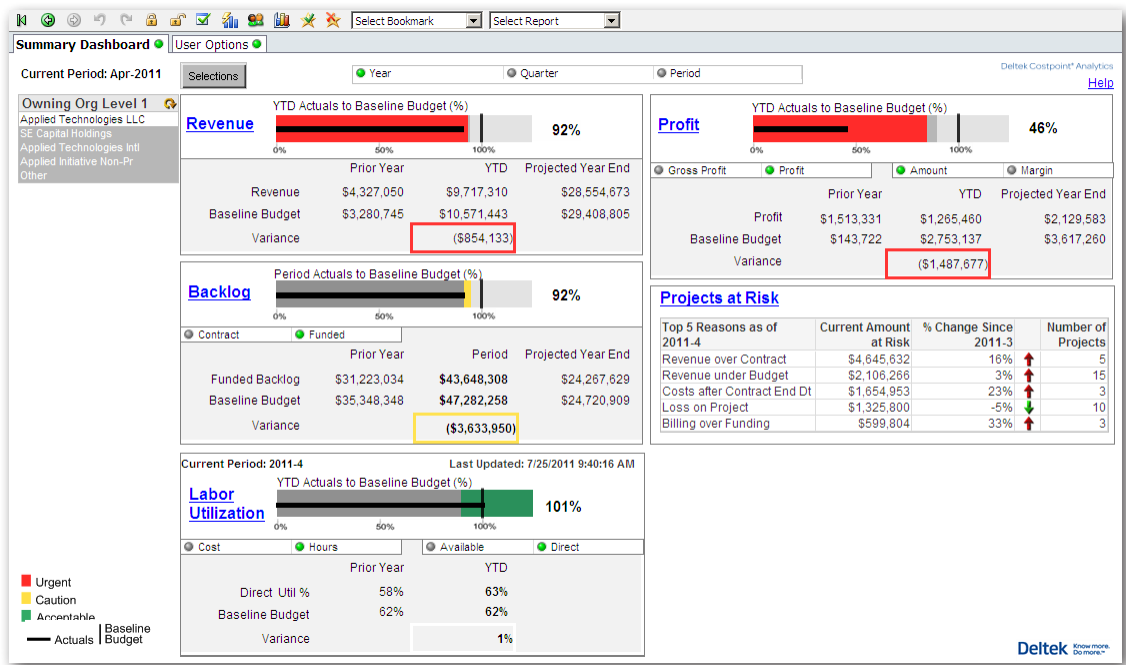 Select Bookmark
Select Report
Summary Dashboard
User Options
Current Period: Apr-2011
Selections
Year
Quarter
Period
Deltek Costpoint® Analytics
Help
Owning Org Level 1
Applied Technologies LLC
SE Capital Holdings
Applied Technologies Intl
Applied Initiative Non-Pr
Other
YTD Actuals to Baseline Budget (%)
Revenue
92%
0% 50% 100%
Prior Year YTD Projected Year End
Revenue $4,327,050 $9,717,310 $28,554,673
Baseline Budget $3,280,745 $10,571,443 $29,408,805
Variance ($854,133)
YTD Actuals to Baseline Budget (%)
Profit
46%
0% 50% 100%
Gross Profit Profit Amount Margin
Prior Year YTD Projected Year End
Profit $1,513,331 $1,265,460 $2,129,583
Baseline Budget $143,722 $2,753,137 $3,617,260
Variance ($1,487,677)
Period Actuals to Baseline Budget (%)
Backlog
92%
0% 50% 100%
Contract Funded
Prior Year Period Projected Year End
Funded Backlog $31,223,034 $43,648,308 $24,267,629
Baseline Budget $35,348,348 $47,282,258 $24,720,909
Variance ($3,633,950)
Projects at Risk
Top 5 Reasons as of 2011-4 Current Amount at Risk % Change Since 2011-3 Number of Projects
Revenue over Contract $4,645,632 16% 5
Revenue under Budget $2,106,266 3% 15
Costs after Contract End Dt $1,654,953 23% 3
Loss on Project $1,325,800 -5% 10
Billing over Funding $599,804 33% 3
Current Period: 2011-4 Last Updated: 7/25/2011 9:40:16 AM
YTD Actuals to Baseline Budget (%)
Labor
Utilization
101%
0% 50% 100%
Cost Hours Available Direct
Prior Year YTD
Direct Util % 58% 63%
Baseline Budget 62% 62%
Variance 1%
Urgent
Caution
Acceptable
Actuals
Baseline
Budget
Deltek Know more.
Do more.™